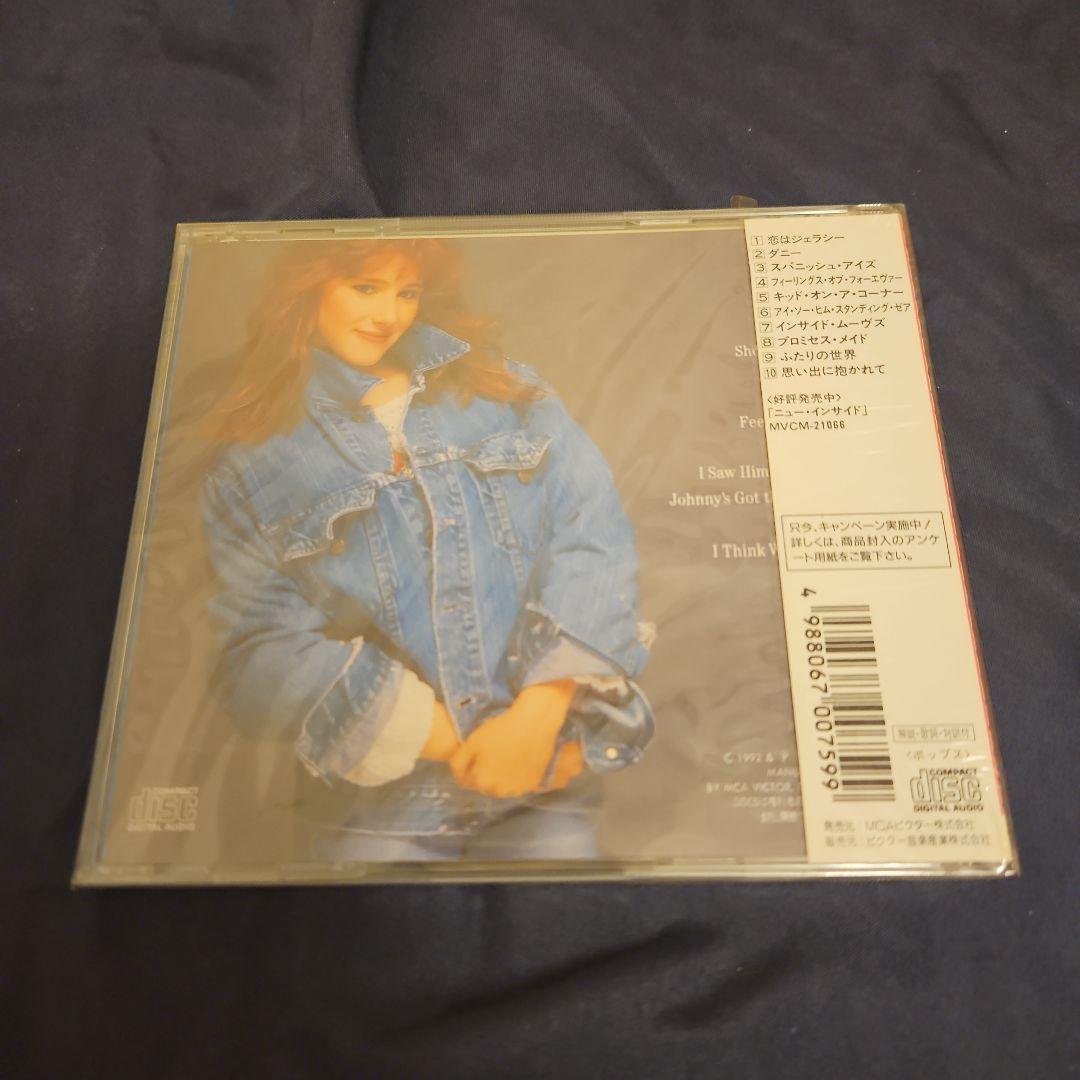 1 恋はジェラシー
2 ダニー
3 スパニッシュ・アイズ
4 フィーリングス・オブ・フォーエヴァー
5 キッド・オン・ア・コーナー
6 アイ・ソー・ヒム・スタンディング・ゼア
7 インサイド・ムーヴズ
8 プロミセス・メイド
9 ふたりの世界
10 思い出に抱かれて
〈好評発売中〉
「ニュー・インサイド」
MVCM-21066
Sho
Fee
I Saw Him
Johnny's Got t
I Think W
只今、キャンペーン実施中!
詳しくは、商品封入のアンケ
ート用紙をご覧下さい。
4 988067 007599
解説・歌詞・対訳付
〈ポップス〉
COMPACT
disc
DIGITAL AUDIO
発売元:MCAビクター株式会社
販売元:ビクター音楽産業株式会社
BY MCA VICTOR,
disc
DIGITAL AUDIO